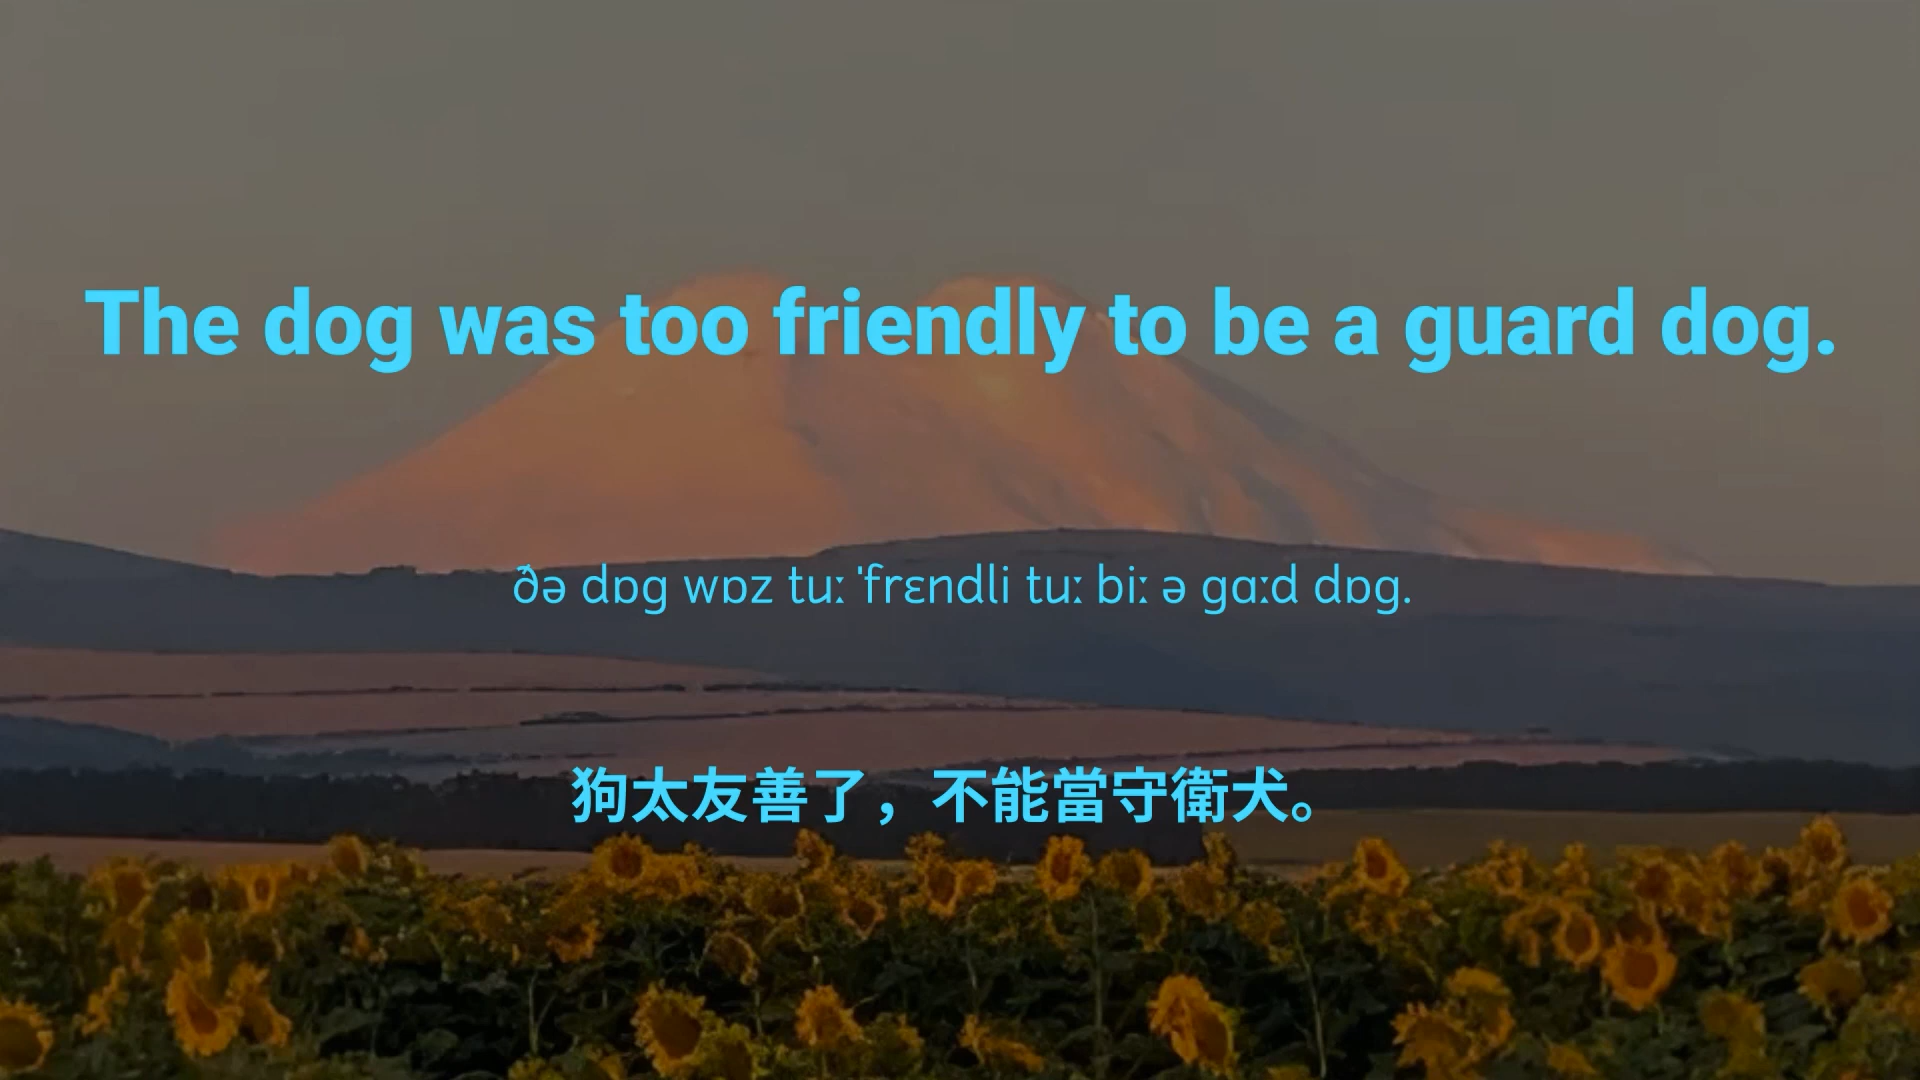 The dog was too friendly to be a guard dog.
ðə dɒg wɒz tuː ˈfrɛndli tuː biː ə gɑːd dɒg.
狗太友善了，不能當守衛犬。